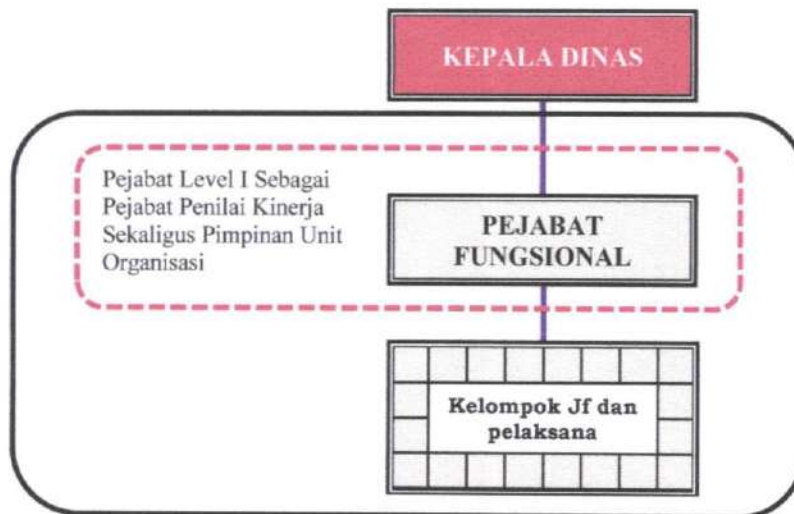 KEPALA DINAS
Pejabat Level I Sebagai
Pejabat Penilai Kinerja
Sekaligus Pimpinan Unit
Organisasi
PEJABAT
FUNGSIONAL
Kelompok Jf dan
pelaksana